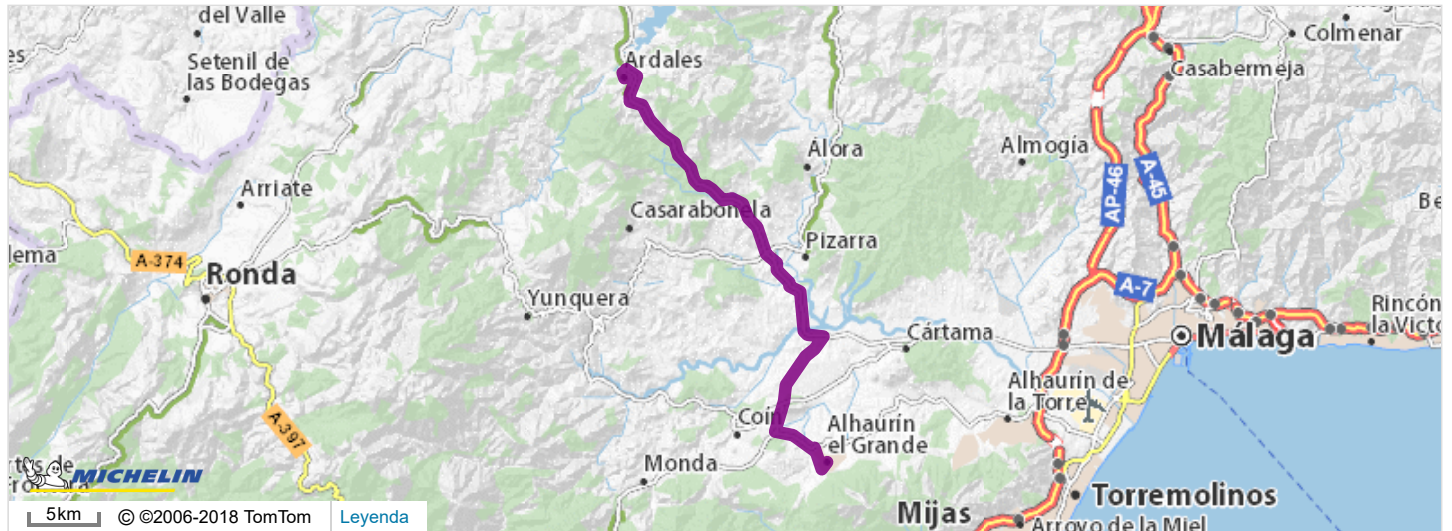 del Valle
Setenil de
las Bodegas
Ardales
Colmenar
Casabermeja
Almogía
Álora
AP-46
A-45
Arriate
Casarabonela
Pizarra
A-374
Ronda
A-7
Yunquera
Rincón
la Victo
Cártama
Málaga
Alhaurín de
la Torre
Coín
Alhaurín
el Grande
A-397
Monda
MICHELIN
Mijas
Torremolinos
Arroyo de la Miel
5km
© ©2006-2018 TomTom
Leyenda